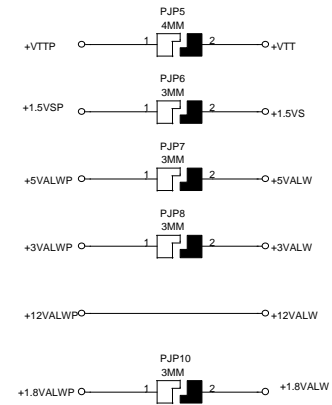 PJP5
4MM
+VTTP 1 2 +VTT
PJP6
3MM
+1.5VSP 1 2 +1.5VS
PJP7
3MM
+5VALWP 1 2 +5VALW
PJP8
3MM
+3VALWP 1 2 +3VALW
+12VALWP +12VALW
PJP10
3MM
+1.8VALWP 1 2 +1.8VALW